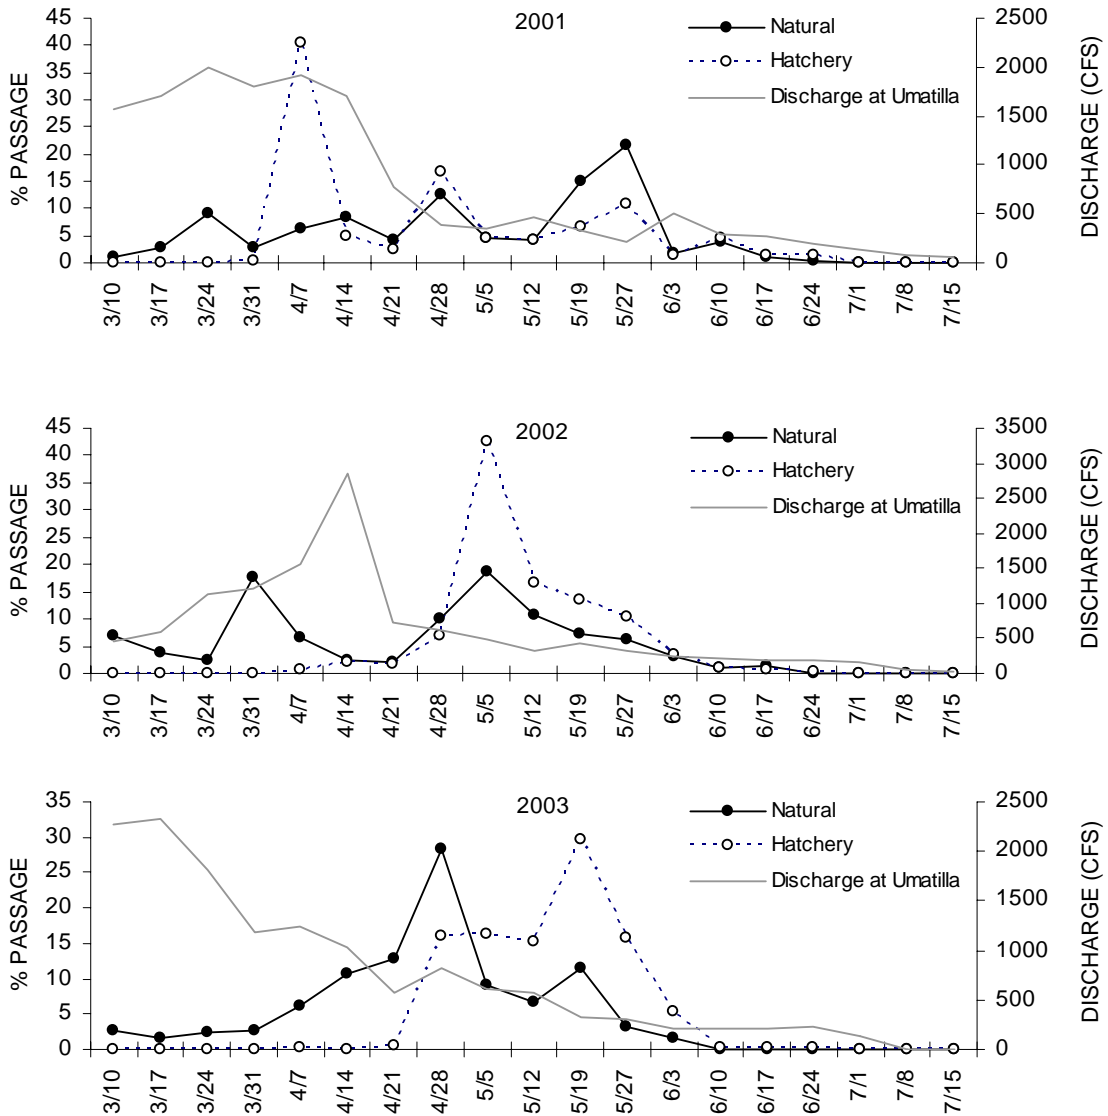 2001
% PASSAGE
45
40
35
30
25
20
15
10
5
0
Natural
Hatchery
Discharge at Umatilla
2500
2000
1500
1000
500
0
DISCHARGE (CFS)
3/10 3/17 3/24 3/31 4/7 4/14 4/21 4/28 5/5 5/12 5/19 5/27 6/3 6/10 6/17 6/24 7/1 7/8 7/15
2002
% PASSAGE
45
40
35
30
25
20
15
10
5
0
Natural
Hatchery
Discharge at Umatilla
3500
3000
2500
2000
1500
1000
500
0
DISCHARGE (CFS)
3/10 3/17 3/24 3/31 4/7 4/14 4/21 4/28 5/5 5/12 5/19 5/27 6/3 6/10 6/17 6/24 7/1 7/8 7/15
2003
% PASSAGE
35
30
25
20
15
10
5
0
Natural
Hatchery
Discharge at Umatilla
2500
2000
1500
1000
500
0
DISCHARGE (CFS)
3/10 3/17 3/24 3/31 4/7 4/14 4/21 4/28 5/5 5/12 5/19 5/27 6/3 6/10 6/17 6/24 7/1 7/8 7/15